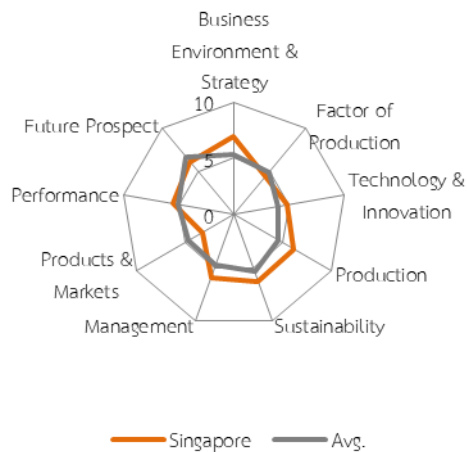 Business
Environment &
Strategy
10
Factor of
Production
Future Prospect
5
Technology &
Innovation
Performance
0
Products &
Markets
Production
Management
Sustainability
Singapore
Avg.